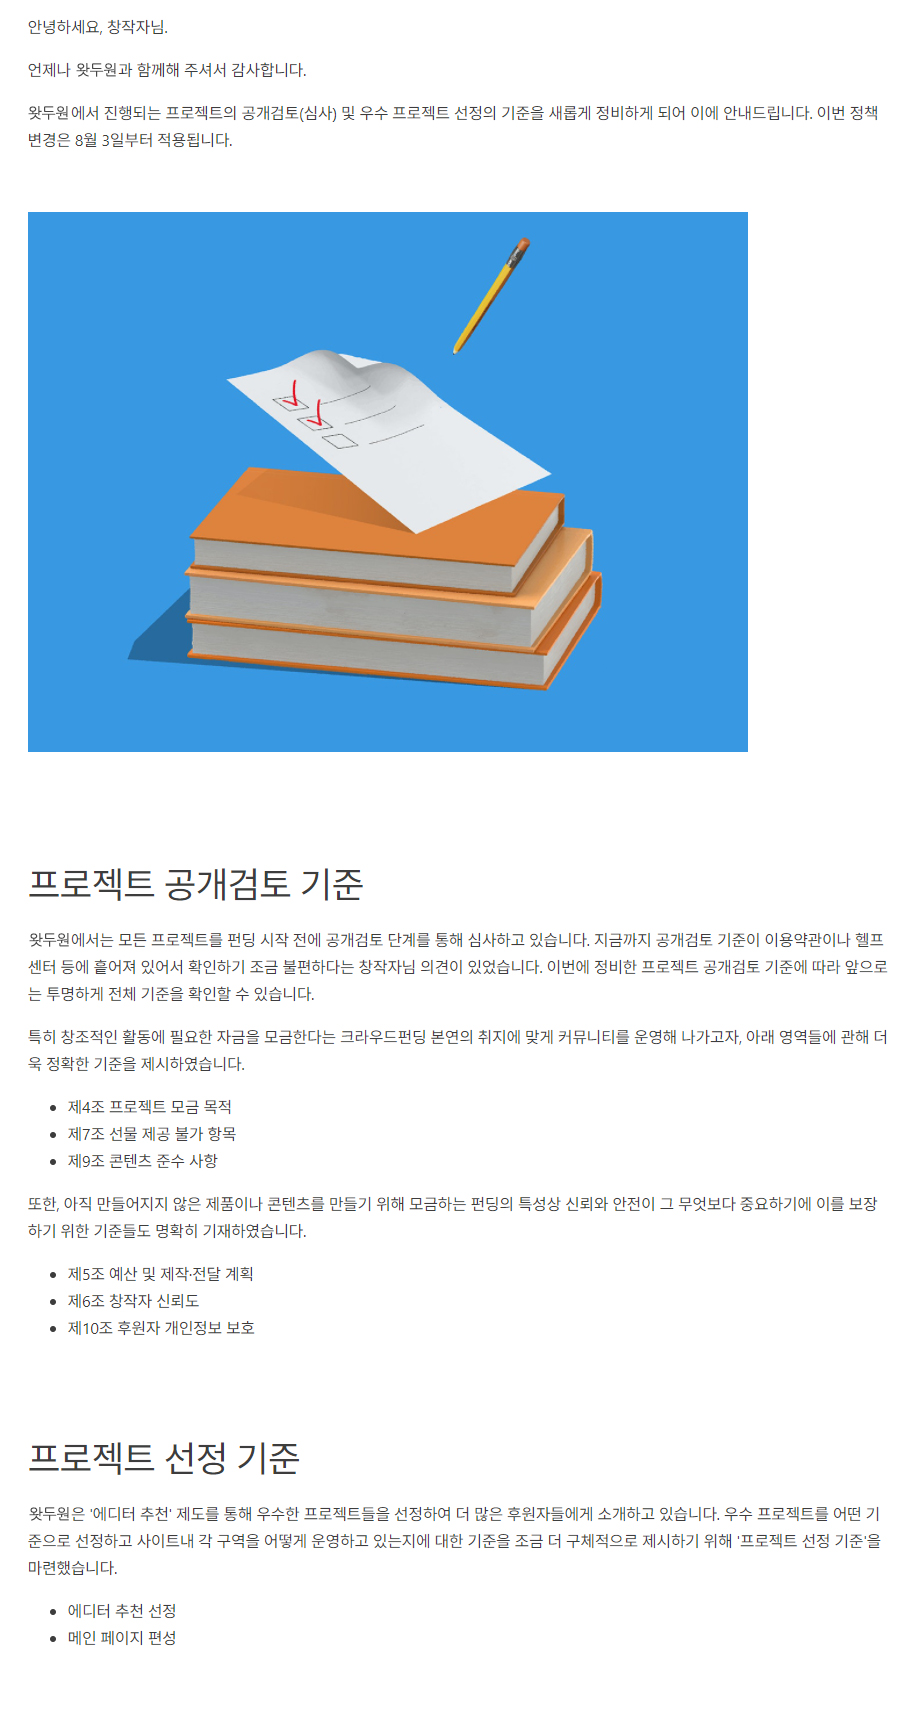 안녕하세요, 창작자님.
언제나 왓두원과 함께해 주셔서 감사합니다.
왓두원에서 진행되는 프로젝트의 공개검토(심사) 및 우수 프로젝트 선정의 기준을 새롭게 정비하게 되어 이에 안내드립니다. 이번 정책
변경은 8월 3일부터 적용됩니다.
프로젝트 공개검토 기준
왓두원에서는 모든 프로젝트를 펀딩 시작 전에 공개검토 단계를 통해 심사하고 있습니다. 지금까지 공개검토 기준이 이용약관이나 헬프
센터 등에 흩어져 있어서 확인하기 조금 불편하다는 창작자님 의견이 있었습니다. 이번에 정비한 프로젝트 공개검토 기준에 따라 앞으로
는 투명하게 전체 기준을 확인할 수 있습니다.
특히 창조적인 활동에 필요한 자금을 모금한다는 크라우드펀딩 본연의 취지에 맞게 커뮤니티를 운영해 나가고자, 아래 영역들에 관해 더
욱 정확한 기준을 제시하였습니다.
• 제4조 프로젝트 모금 목적
• 제7조 선물 제공 불가 항목
• 제9조 콘텐츠 준수 사항
또한, 아직 만들어지지 않은 제품이나 콘텐츠를 만들기 위해 모금하는 펀딩의 특성상 신뢰와 안전이 그 무엇보다 중요하기에 이를 보장
하기 위한 기준들도 명확히 기재하였습니다.
• 제5조 예산 및 제작·전달 계획
• 제6조 창작자 신뢰도
• 제10조 후원자 개인정보 보호
프로젝트 선정 기준
왓두원은 '에디터 추천' 제도를 통해 우수한 프로젝트들을 선정하여 더 많은 후원자들에게 소개하고 있습니다. 우수 프로젝트를 어떤 기
준으로 선정하고 사이트내 각 구역을 어떻게 운영하고 있는지에 대한 기준을 조금 더 구체적으로 제시하기 위해 '프로젝트 선정 기준'을
마련했습니다.
• 에디터 추천 선정
• 메인 페이지 편성